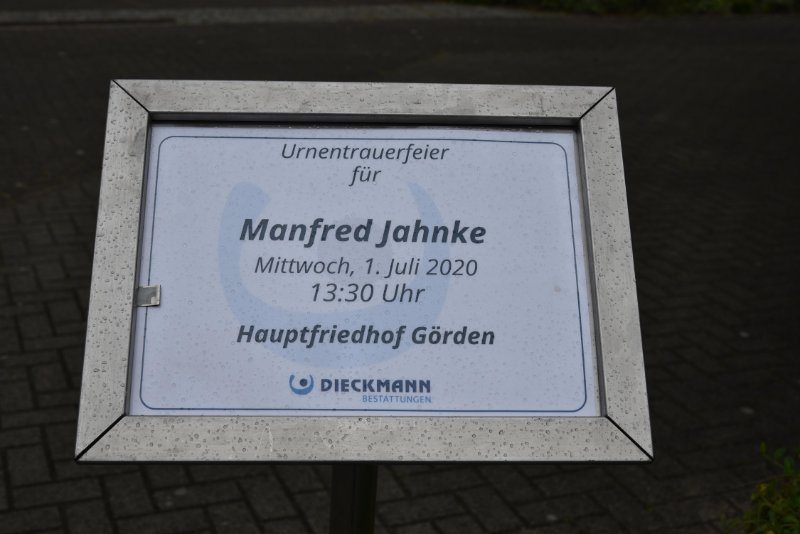 Urnentrauerfeier
für
Manfred Jahnke
Mittwoch, 1. Juli 2020
13:30 Uhr
Hauptfriedhof Görden
DIECKMANN
BESTATTUNGEN